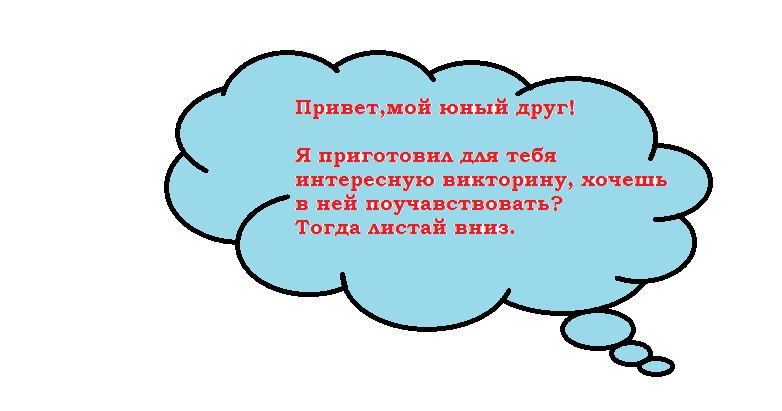 Привет,мой юный друг!
Я приготовил для тебя
интересную викторину, хочешь
в ней поучавствовать?
Тогда листай вниз.